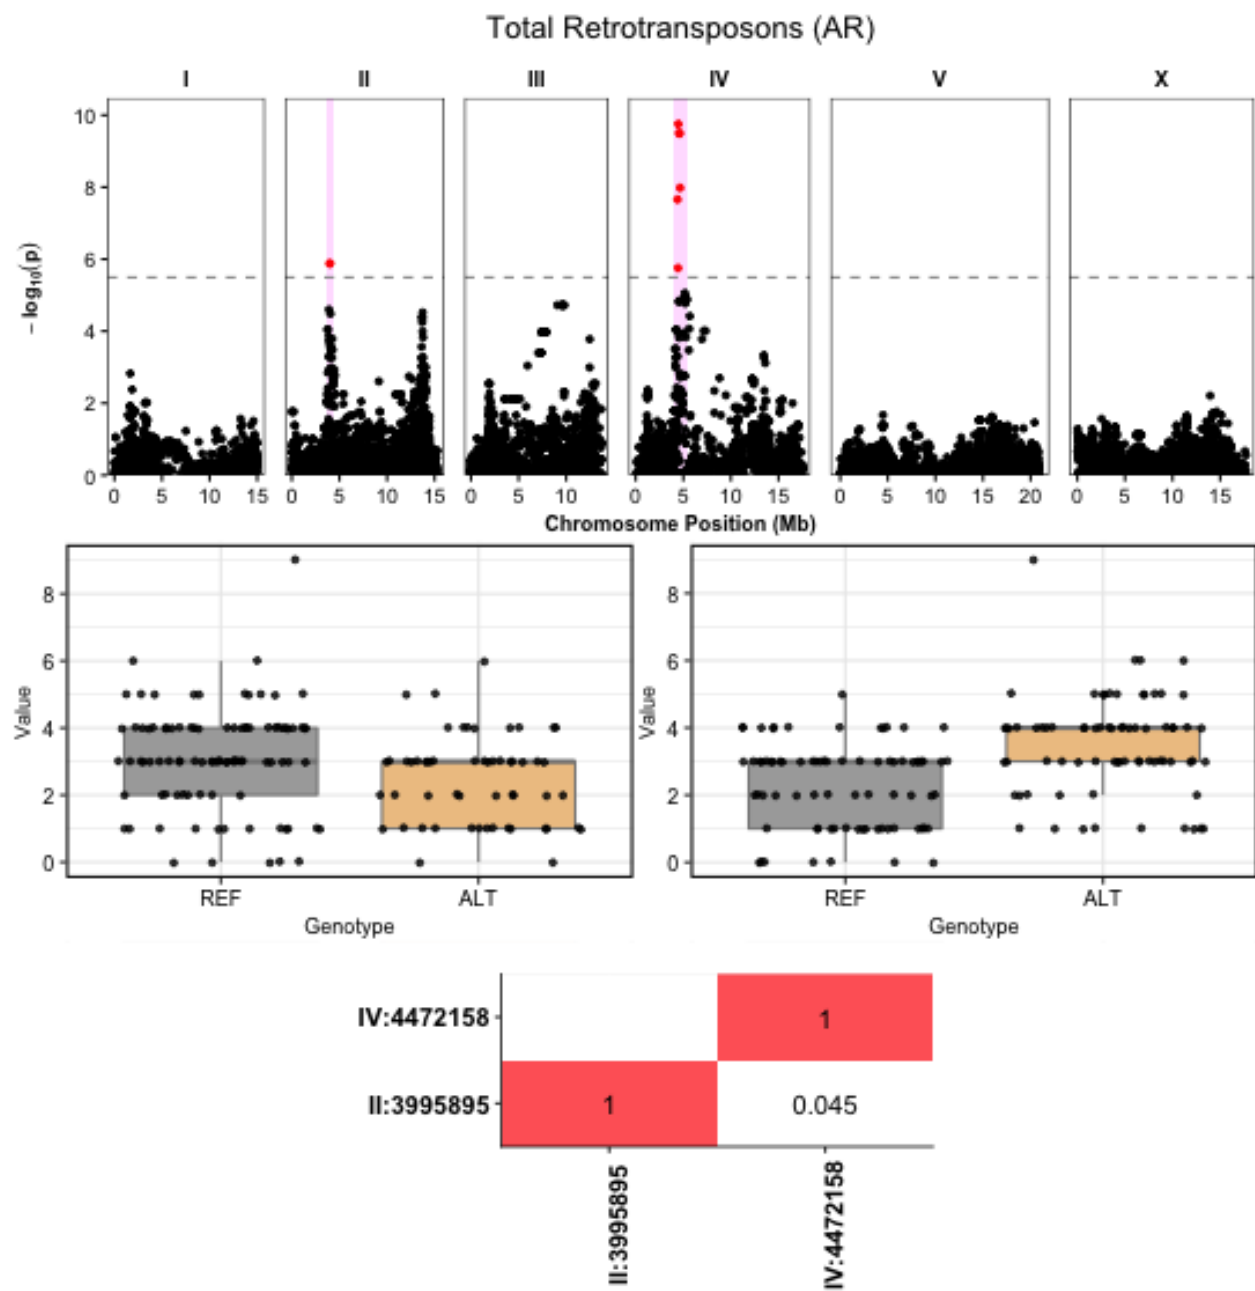 Total Retrotransposons (AR)
I II III IV V X
10
8
6
4
2
0
− log₁₀(p)
0 5 10 15 0 5 10 15 0 5 10 0 5 10 15 0 5 10 15 20 0 5 10 15
Chromosome Position (Mb)
8
6
4
2
0
Value
REF ALT
Genotype
8
6
4
2
0
Value
REF ALT
Genotype
IV:4472158 1
II:3995895 1 0.045
II:3995895 IV:4472158